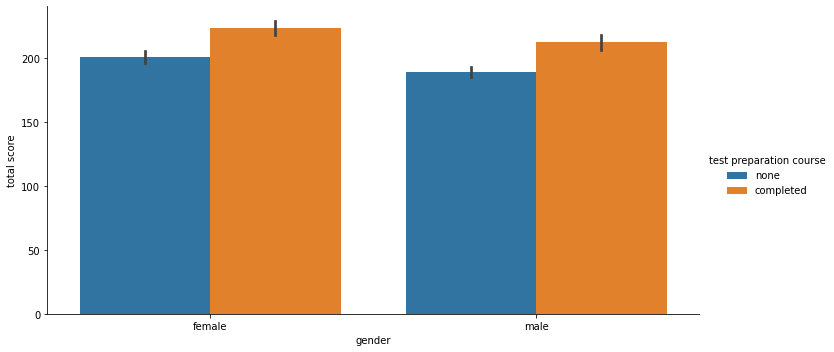 200
150
100
50
0
total score
female
male
gender
test preparation course
none
completed